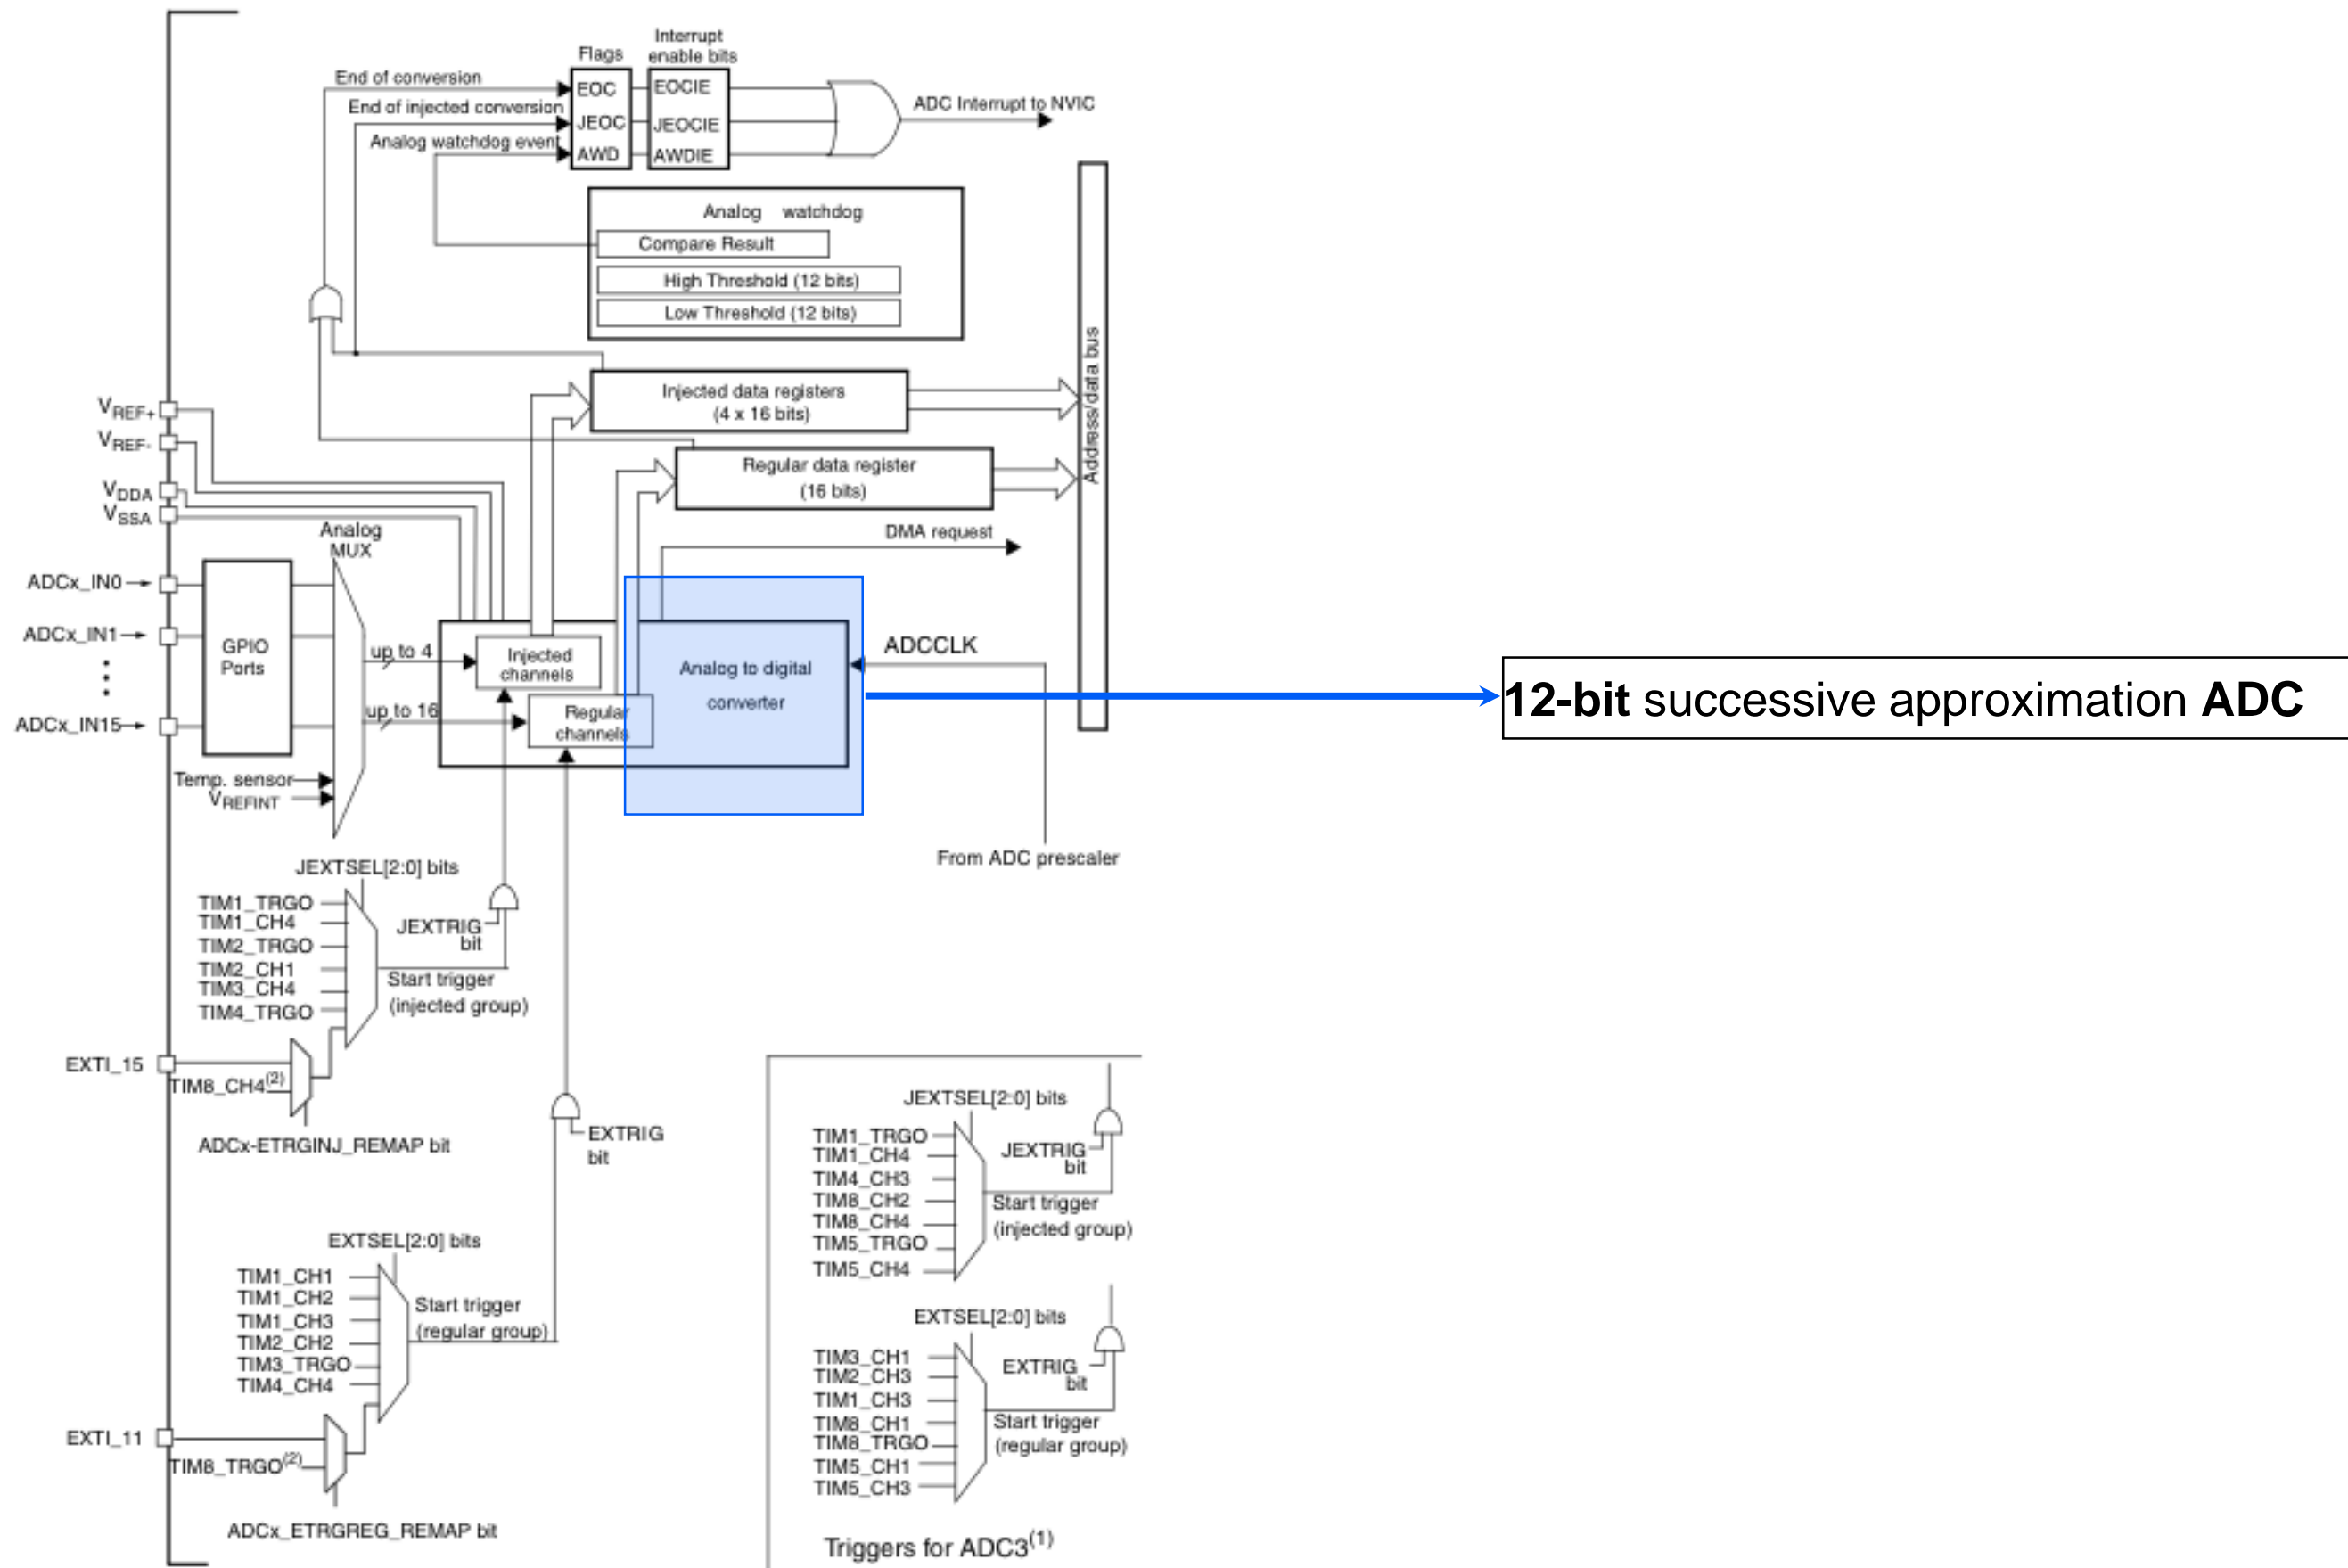 Flags
Interrupt
enable bits
End of conversion
EOC
EOCIE
End of injected conversion
JEOC
JEOCIE
ADC Interrupt to NVIC
Analog watchdog event
AWD
AWDIE
Analog watchdog
Compare Result
High Threshold (12 bits)
Low Threshold (12 bits)
Address/data bus
Injected data registers
(4 x 16 bits)
VREF+
VREF-
Regular data register
(16 bits)
VDDA
VSSA
Analog
MUX
DMA request
ADCx_IN0
ADCx_IN1
ADCx_IN15
GPIO
Ports
up to 4
up to 16
Injected
channels
Regular
channels
Analog to digital
converter
ADCCLK
12-bit successive approximation ADC
Temp. sensor
VREFINT
From ADC prescaler
JEXTSEL[2:0] bits
TIM1_TRGO
TIM1_CH4
TIM2_TRGO
TIM2_CH1
TIM3_CH4
TIM4_TRGO
JEXTRIG
bit
Start trigger
(injected group)
EXTI_15
TIM8_CH4(2)
ADCx-ETRGINJ_REMAP bit
EXTRIG
bit
EXTSEL[2:0] bits
TIM1_CH1
TIM1_CH2
TIM1_CH3
TIM2_CH2
TIM3_TRGO
TIM4_CH4
Start trigger
(regular group)
EXTI_11
TIM8_TRGO(2)
ADCx_ETRGREG_REMAP bit
JEXTSEL[2:0] bits
TIM1_TRGO
TIM1_CH4
TIM4_CH3
TIM8_CH2
TIM8_CH4
TIM5_TRGO
TIM5_CH4
JEXTRIG
bit
Start trigger
(injected group)
EXTSEL[2:0] bits
TIM3_CH1
TIM2_CH3
TIM1_CH3
TIM8_CH1
TIM8_TRGO
TIM5_CH1
TIM5_CH3
EXTRIG
bit
Start trigger
(regular group)
Triggers for ADC3(1)